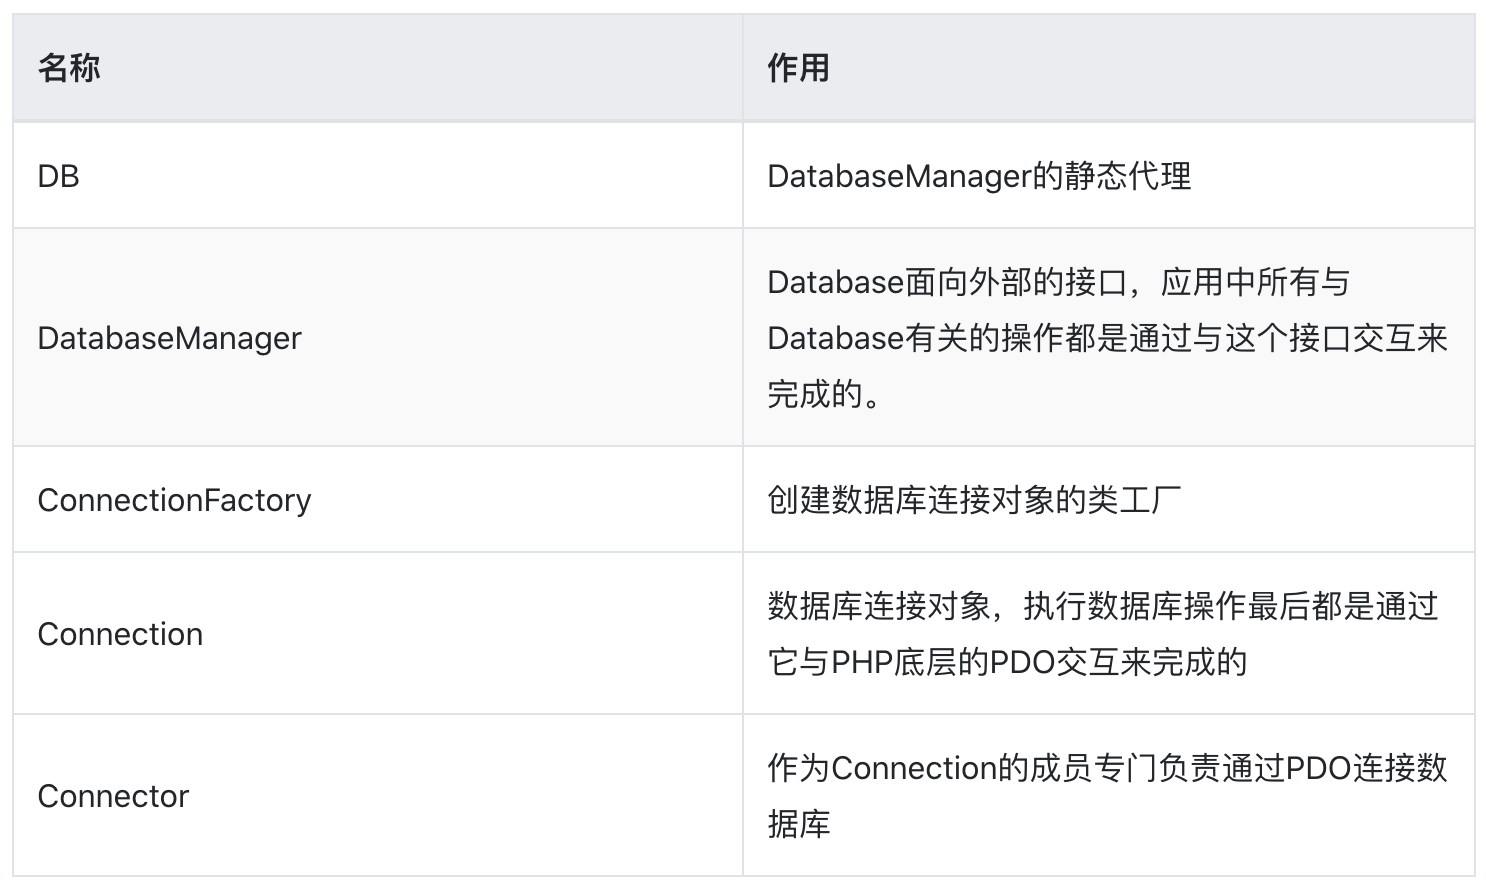 名称
作用
DB
DatabaseManager的静态代理
DatabaseManager
Database面向外部的接口，应用中所有与
Database有关的操作都是通过与这个接口交互来
完成的。
ConnectionFactory
创建数据库连接对象的类工厂
Connection
数据库连接对象，执行数据库操作最后都是通过
它与PHP底层的PDO交互来完成的
Connector
作为Connection的成员专门负责通过PDO连接数
据库